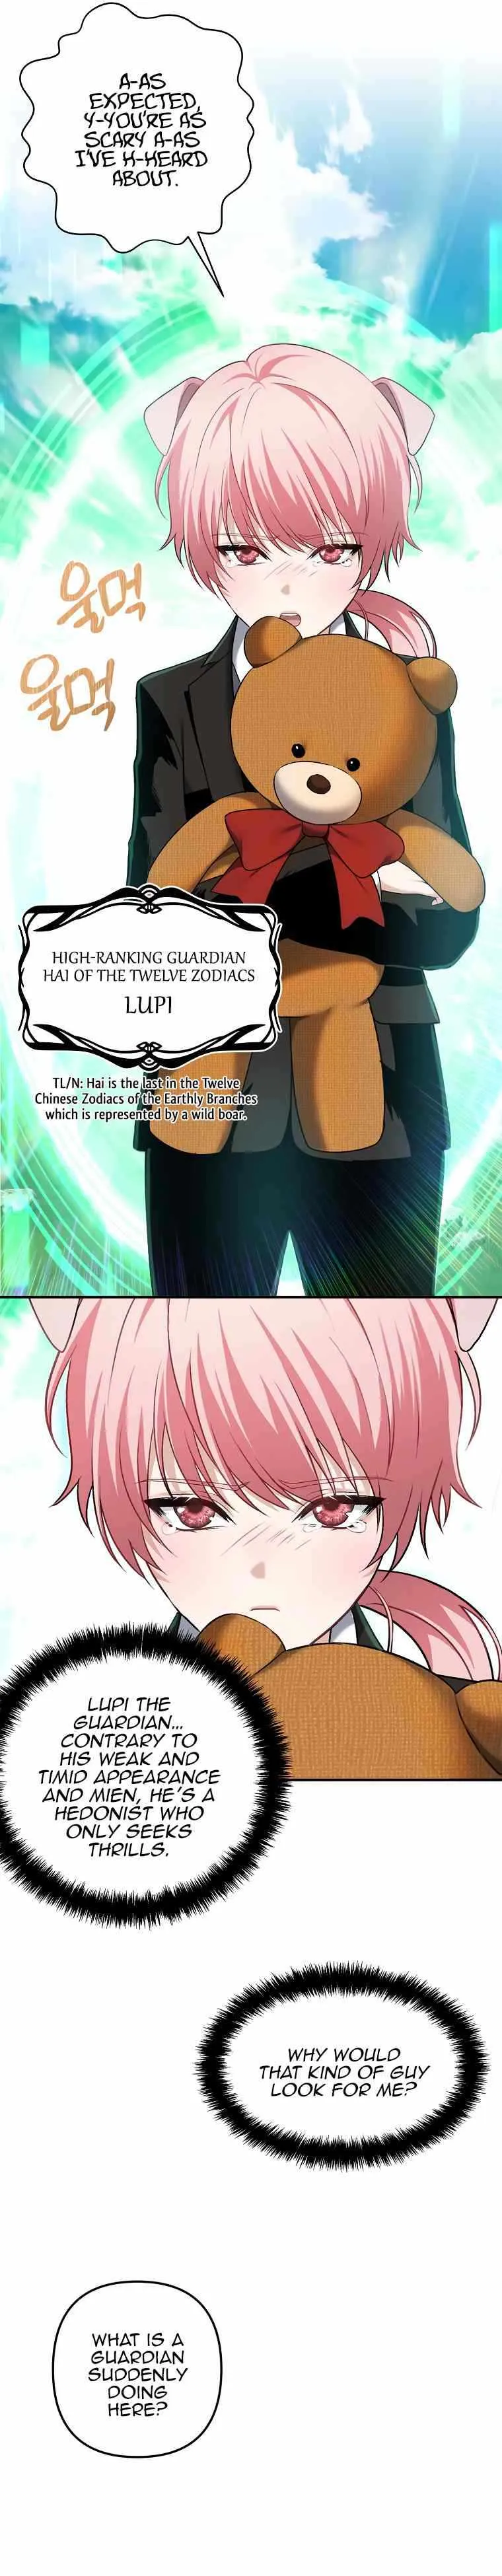 A-AS
EXPECTED,
Y-YOU'RE AS
SCARY A-AS
I'VE H-HEARD
ABOUT.
울먹
울먹
HIGH-RANKING GUARDIAN
HAI OF THE TWELVE ZODIACS
LUPI
TL/N: Hai is the last in the Twelve
Chinese Zodiacs of the Earthly Branches
which is represented by a wild boar.
LUPI THE
GUARDIAN...
CONTRARY TO
HIS WEAK AND
TIMID APPEARANCE
AND MIEN, HE'S A
HEDONIST WHO
ONLY SEEKS
THRILLS.
WHY WOULD
THAT KIND OF GUY
LOOK FOR ME?
WHAT IS A
GUARDIAN
SUDDENLY
DOING
HERE?